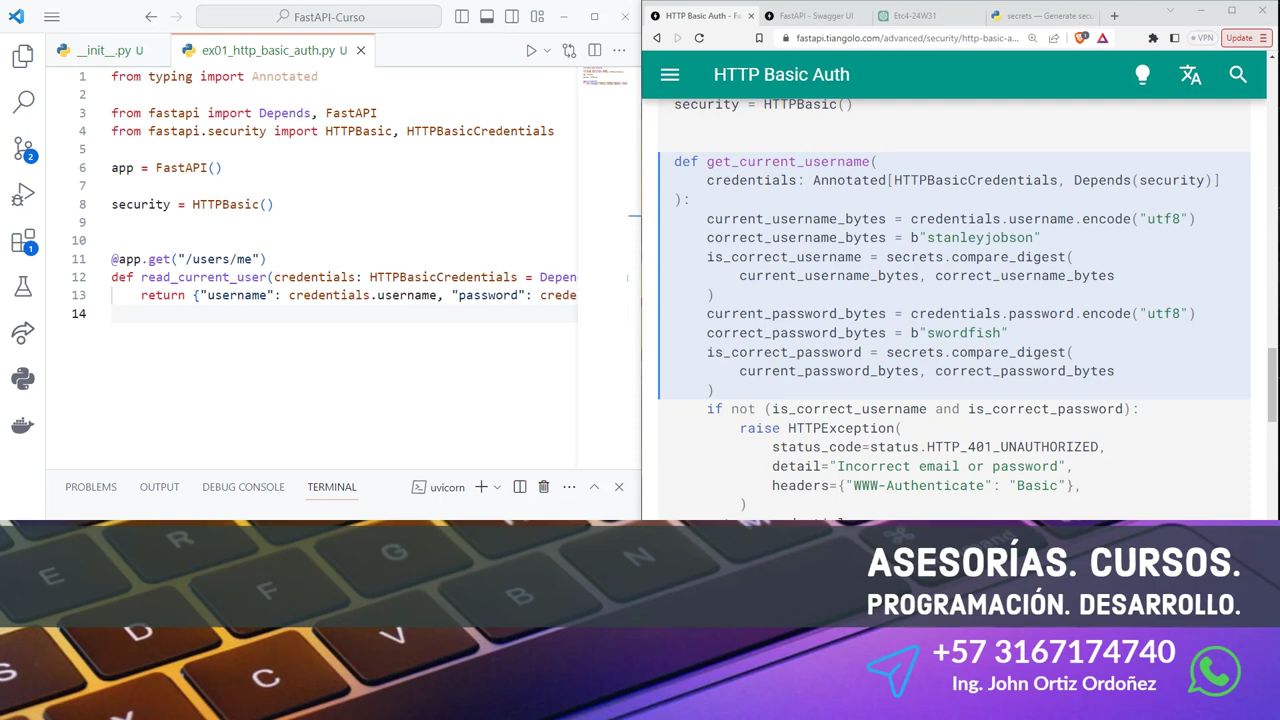 FastAPI-Curso
__init__.py U
ex01_http_basic_auth.py U
1 from typing import Annotated
2
3 from fastapi import Depends, FastAPI
4 from fastapi.security import HTTPBasic, HTTPBasicCredentials
5
6 app = FastAPI()
7
8 security = HTTPBasic()
9
10
11 @app.get("/users/me")
12 def read_current_user(credentials: HTTPBasicCredentials = Depen
13 return {"username": credentials.username, "password": crede
14
2
1
PROBLEMS OUTPUT DEBUG CONSOLE TERMINAL uvicorn
HTTP Basic Auth - Fa
FastAPI - Swagger UI
Etc4-24W31
secrets — Generate secu
fastapi.tiangolo.com/advanced/security/http-basic-a...
VPN
Update
HTTP Basic Auth
security = HTTPBasic()
def get_current_username(
credentials: Annotated[HTTPBasicCredentials, Depends(security)]
):
current_username_bytes = credentials.username.encode("utf8")
correct_username_bytes = b"stanleyjobson"
is_correct_username = secrets.compare_digest(
current_username_bytes, correct_username_bytes
)
current_password_bytes = credentials.password.encode("utf8")
correct_password_bytes = b"swordfish"
is_correct_password = secrets.compare_digest(
current_password_bytes, correct_password_bytes
)
if not (is_correct_username and is_correct_password):
raise HTTPException(
status_code=status.HTTP_401_UNAUTHORIZED,
detail="Incorrect email or password",
headers={"WWW-Authenticate": "Basic"},
)
ASESORÍAS. CURSOS.
PROGRAMACIÓN. DESARROLLO.
+57 3167174740
Ing. John Ortiz Ordoñez